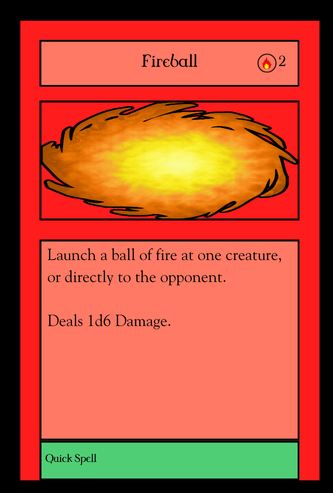 Fireball 2
Launch a ball of fire at one creature,
or directly to the opponent.
Deals 1d6 Damage.
Quick Spell